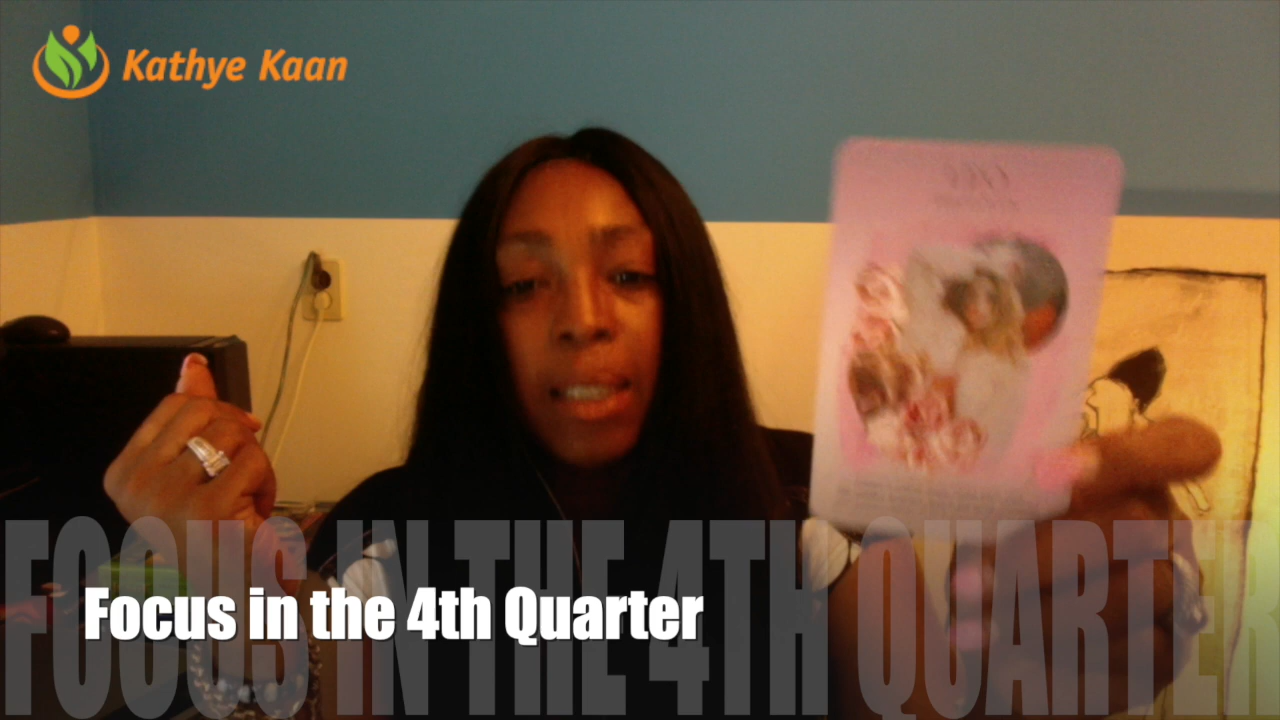 Kathye Kaan
FOCUS IN THE 4TH QUARTER
Focus in the 4th Quarter